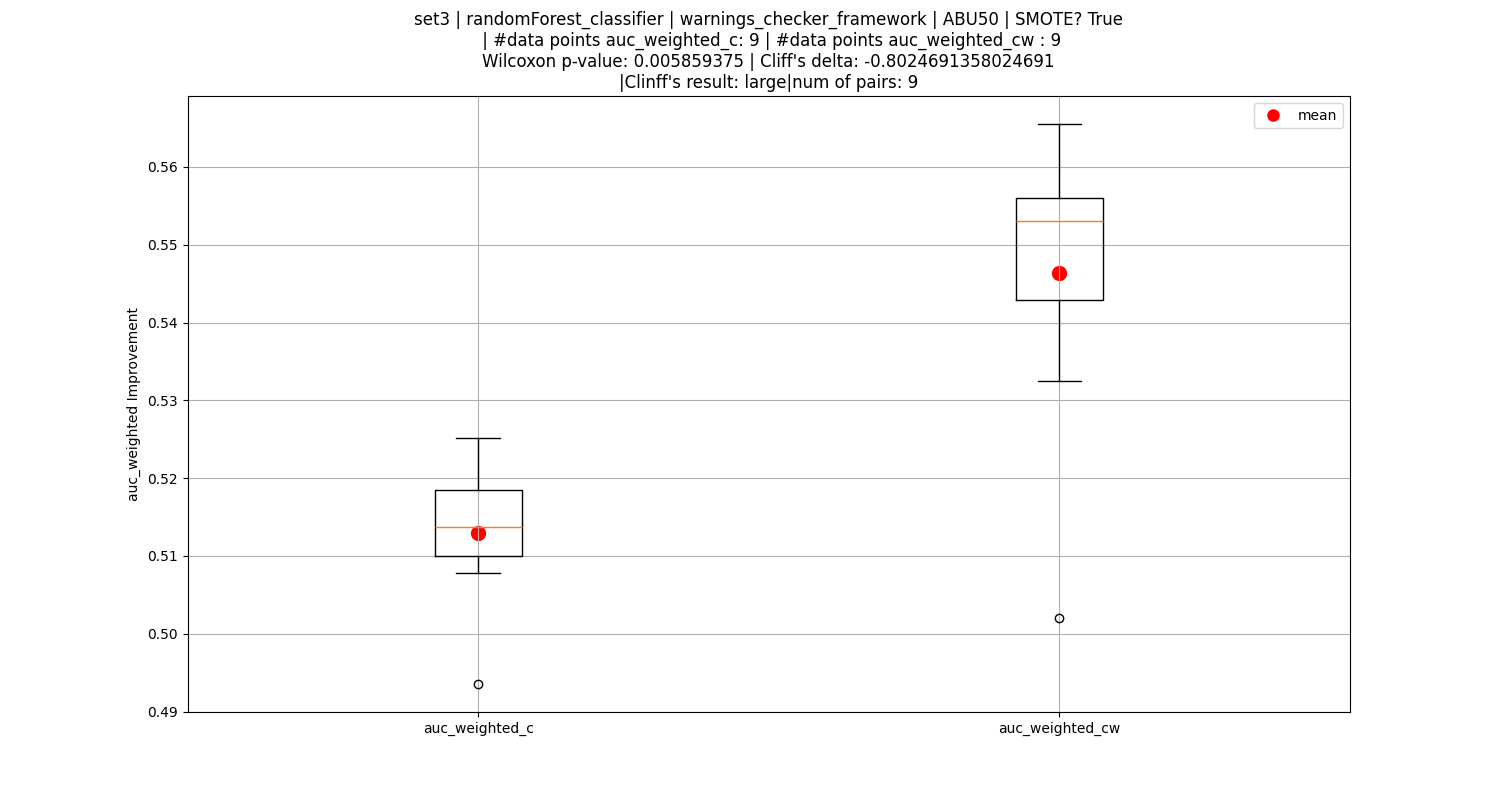 set3 | randomForest_classifier | warnings_checker_framework | ABU50 | SMOTE? True
| #data points auc_weighted_c: 9 | #data points auc_weighted_cw : 9
Wilcoxon p-value: 0.005859375 | Cliff's delta: -0.8024691358024691
|Clinff's result: large|num of pairs: 9
mean
0.56
0.55
0.54
0.53
0.52
0.51
0.50
0.49
auc_weighted Improvement
auc_weighted_c
auc_weighted_cw